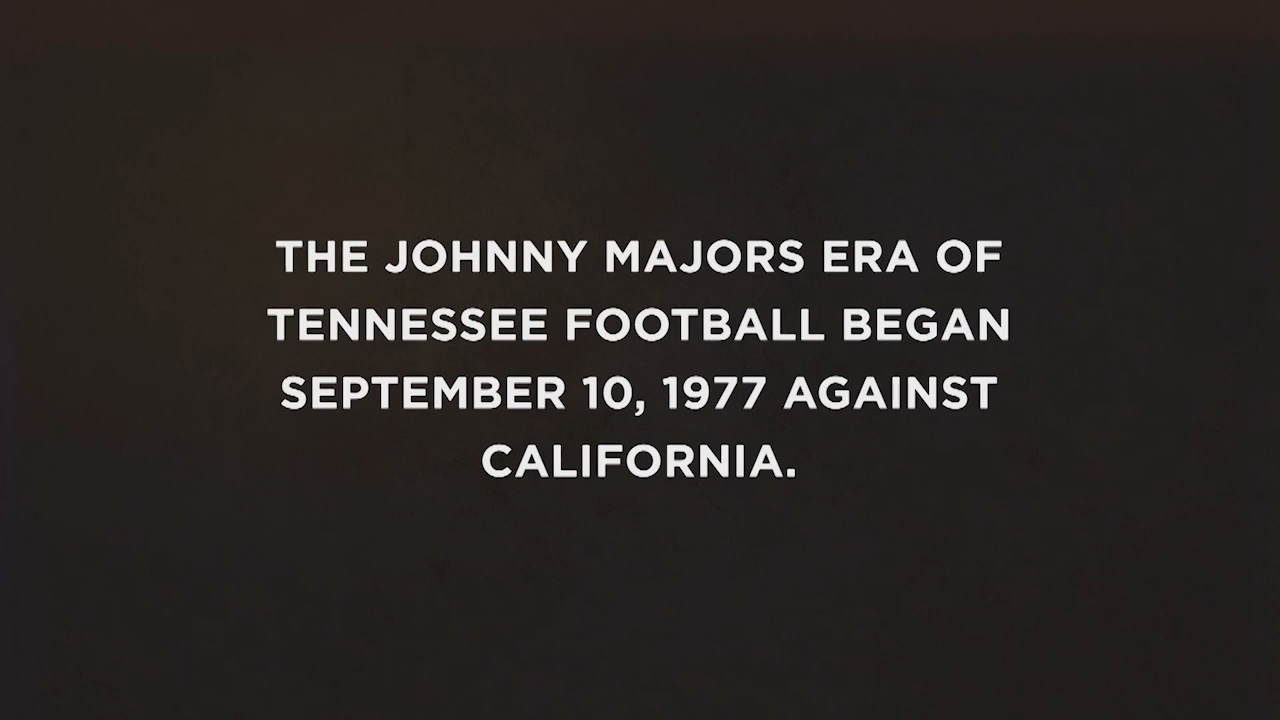 THE JOHNNY MAJORS ERA OF
TENNESSEE FOOTBALL BEGAN
SEPTEMBER 10, 1977 AGAINST
CALIFORNIA.